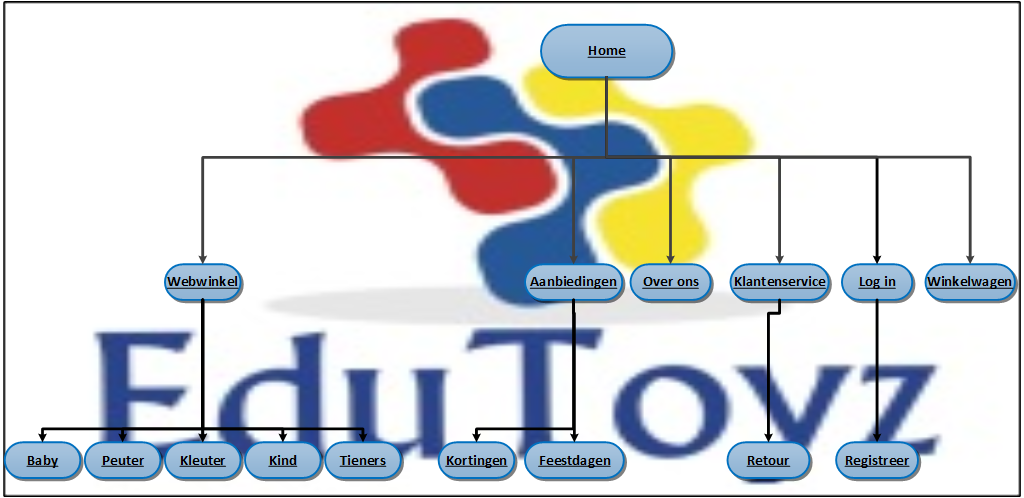 Home
Webwinkel
Aanbiedingen
Over ons
Klantenservice
Log in
Winkelwagen
EduToyz
Baby
Peuter
Kleuter
Kind
Tieners
Kortingen
Feestdagen
Retour
Registreer